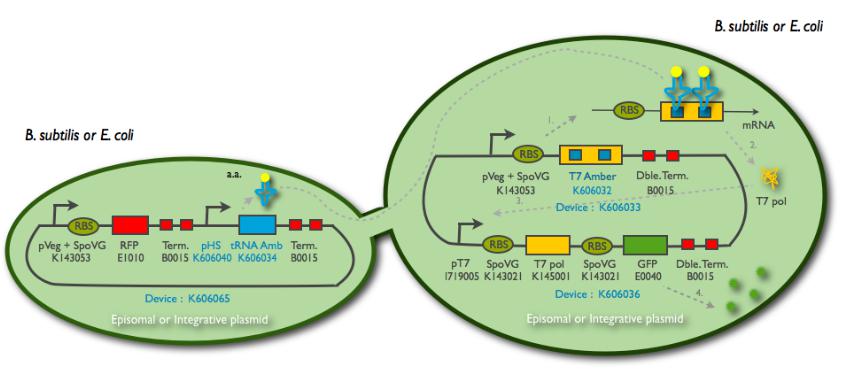 B. subtilis or E. coli
RBS
1.
mRNA
2.
B. subtilis or E. coli
a.a.
RBS
pVeg + SpoVG
K143053
T7 Amber
K606032
Dble.Term.
B0015
T7 pol
3.
Device : K606033
RBS
pVeg + SpoVG
K143053
RFP
E1010
Term.
B0015
pHS
K606040
tRNA Amb
K606034
Term.
B0015
RBS
RBS
pT7
I719005
SpoVG
K143021
T7 pol
K145001
SpoVG
K143021
GFP
E0040
Dble.Term.
B0015
4.
Device : K606065
Device : K606036
Episomal or Integrative plasmid
Episomal or Integrative plasmid